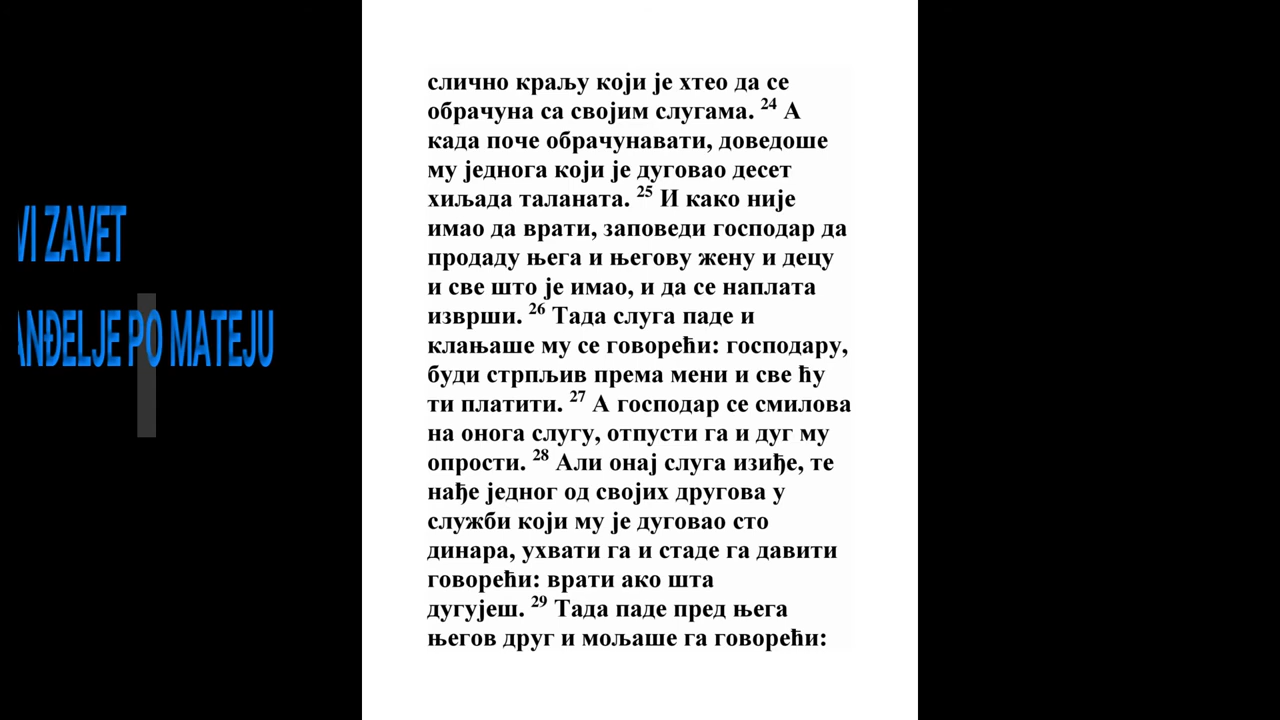 VI ZAVET
ANĐELJE PO MATEJU
слично краљу који је хтео да се
обрачуна са својим слугама. 24 А
када поче обрачунавати, доведоше
му једнога који је дуговао десет
хиљада таланата. 25 И како није
имао да врати, заповеди господар да
продаду њега и његову жену и децу
и све што је имао, и да се наплата
изврши. 26 Тада слуга паде и
клањаше му се говорећи: господару,
буди стрпљив према мени и све ћу
ти платити. 27 А господар се смилова
на онога слугу, отпусти га и дуг му
опрости. 28 Али онај слуга изиђе, те
нађе једног од својих другова у
служби који му је дуговао сто
динара, ухвати га и стаде га давити
говорећи: врати ако шта
дугујеш. 29 Тада паде пред њега
његов друг и мољаше га говорећи: